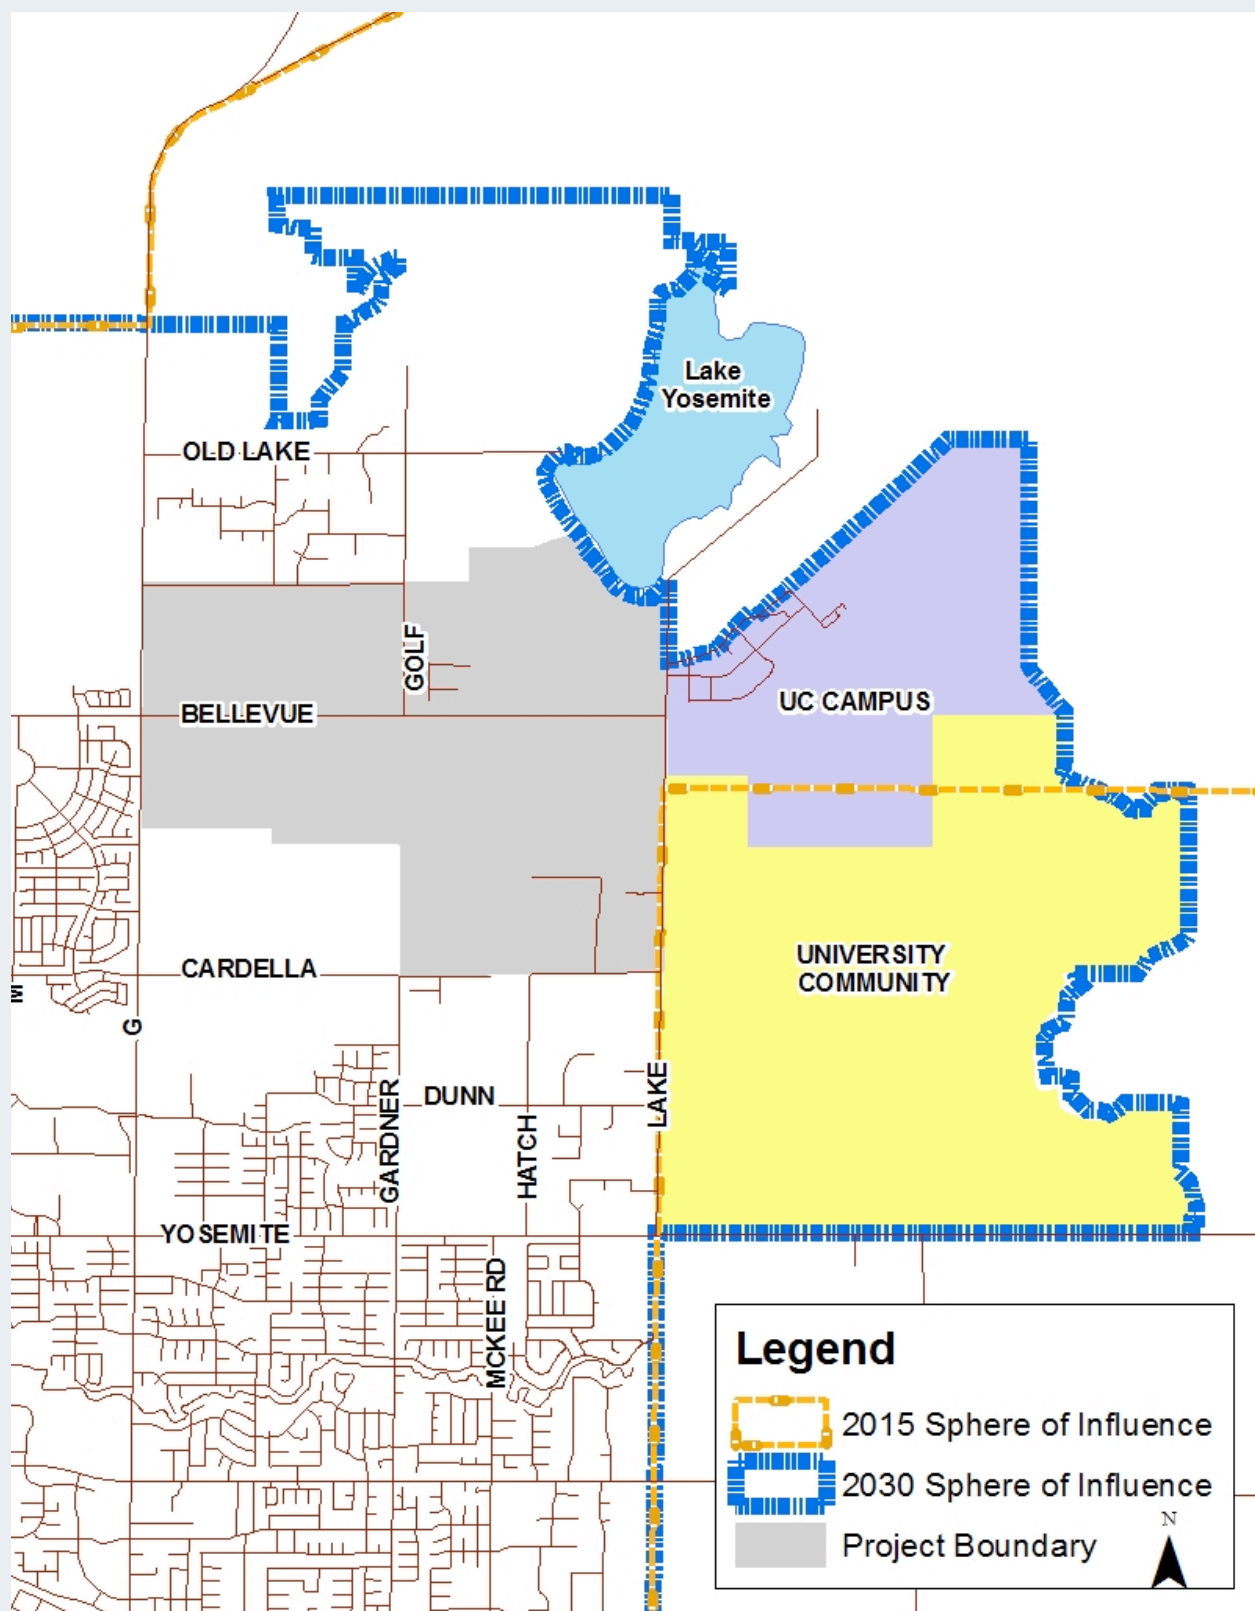 Lake
Yosemite
OLD LAKE
GOLF
BELLEVUE
UC CAMPUS
UNIVERSITY
COMMUNITY
CARDELLA
M
G
LAKE
DUNN
GARDNER
HATCH
YOSEMITE
MCKEE RD
Legend
2015 Sphere of Influence
2030 Sphere of Influence
Project Boundary
N